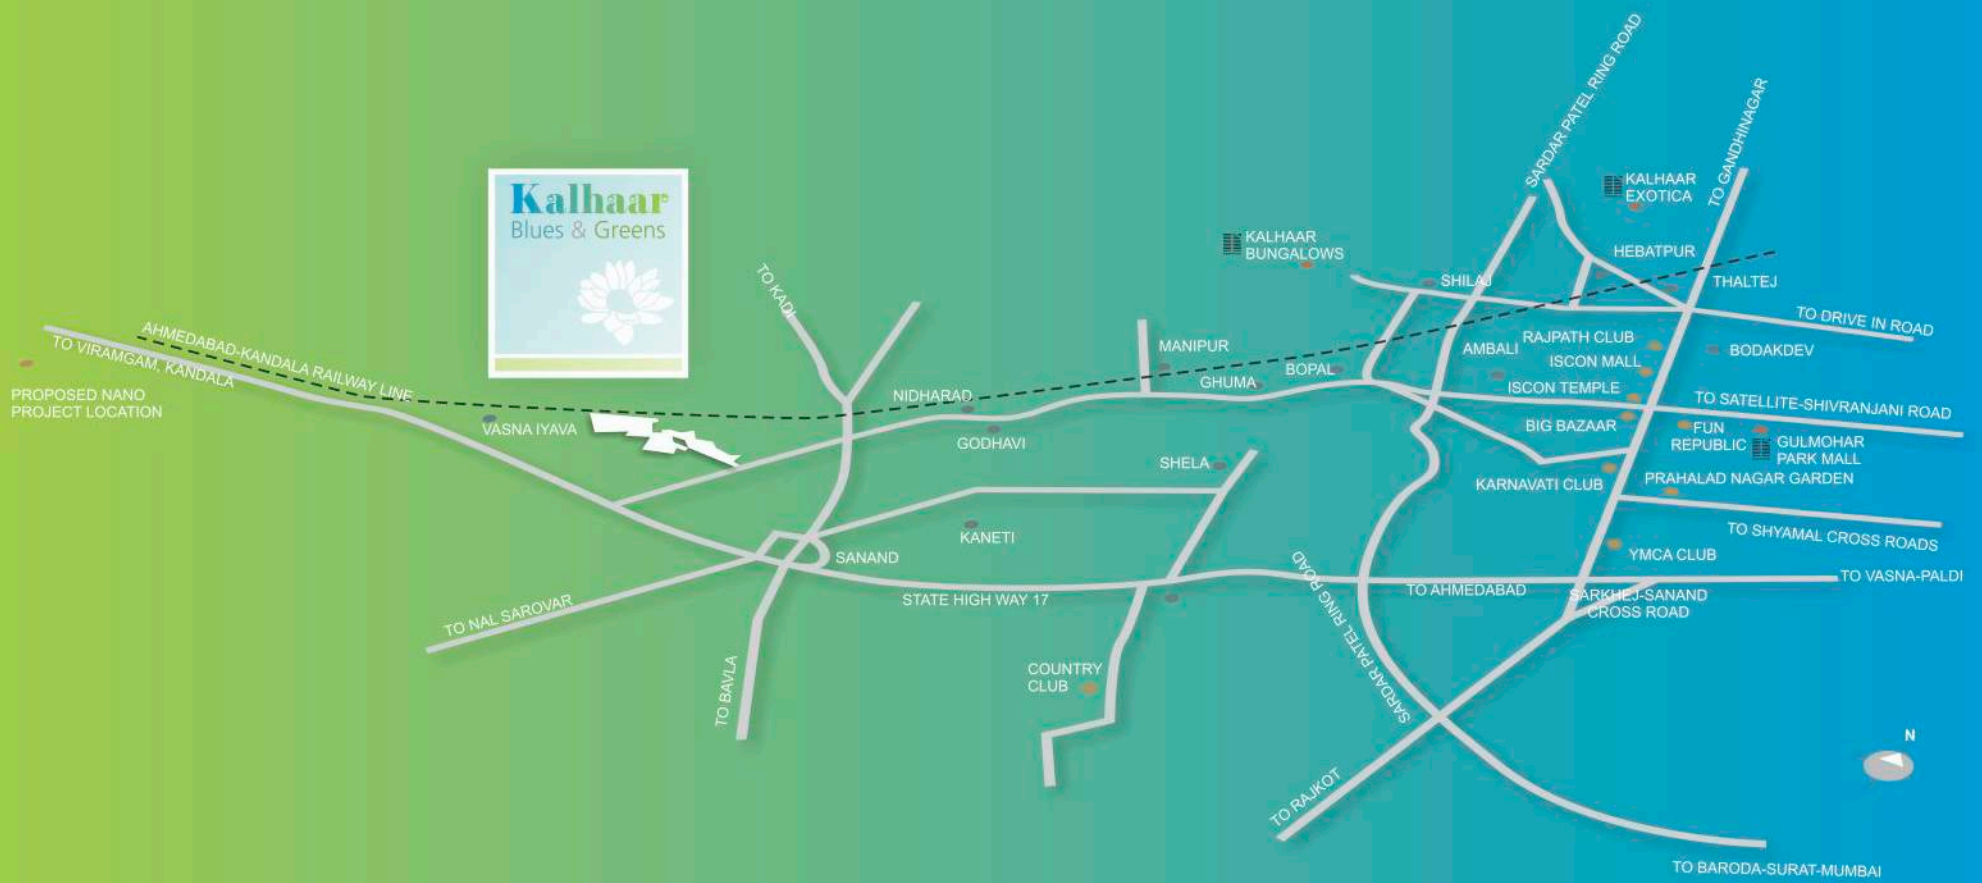 SARDAR PATEL RING ROAD
TO GANDHINAGAR
Kalhaar
Blues & Greens
KALHAAR
EXOTICA
KALHAAR
BUNGALOWS
HEBATPUR
TO KADI
SHILAJ
THALTEJ
TO DRIVE IN ROAD
AHMEDABAD-KANDALA RAILWAY LINE
TO VIRAMGAM, KANDALA
RAJPATH CLUB
MANIPUR
AMBALI
ISCON MALL
BODAKDEV
BOPAL
GHUMA
ISCON TEMPLE
PROPOSED NANO
PROJECT LOCATION
NIDHARAD
TO SATELLITE-SHIVRANJANI ROAD
VASNA IYAVA
BIG BAZAAR
FUN
REPUBLIC
GODHAVI
GULMOHAR
PARK MALL
SHELA
KARNAVATI CLUB
PRAHALAD NAGAR GARDEN
TO SHYAMAL CROSS ROADS
KANETI
SANAND
YMCA CLUB
TO VASNA-PALDI
STATE HIGH WAY 17
TO AHMEDABAD
SARKHEJ-SANAND
CROSS ROAD
TO NAL SAROVAR
SARDAR PATEL RING ROAD
COUNTRY
CLUB
TO BAVLA
N
TO RAJKOT
TO BARODA-SURAT-MUMBAI